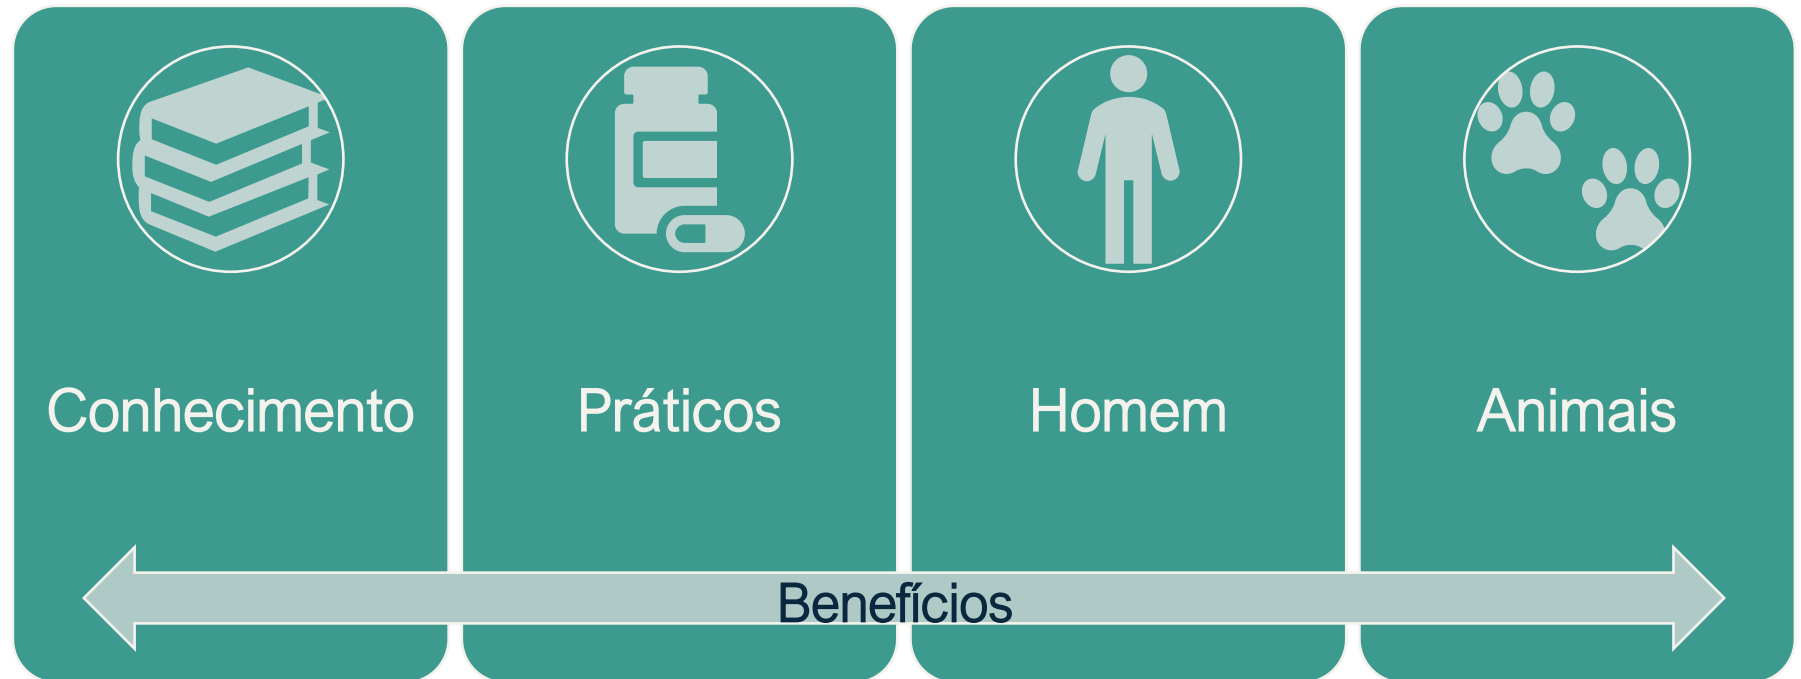 Conhecimento
Práticos
Homem
Animais
Benefícios